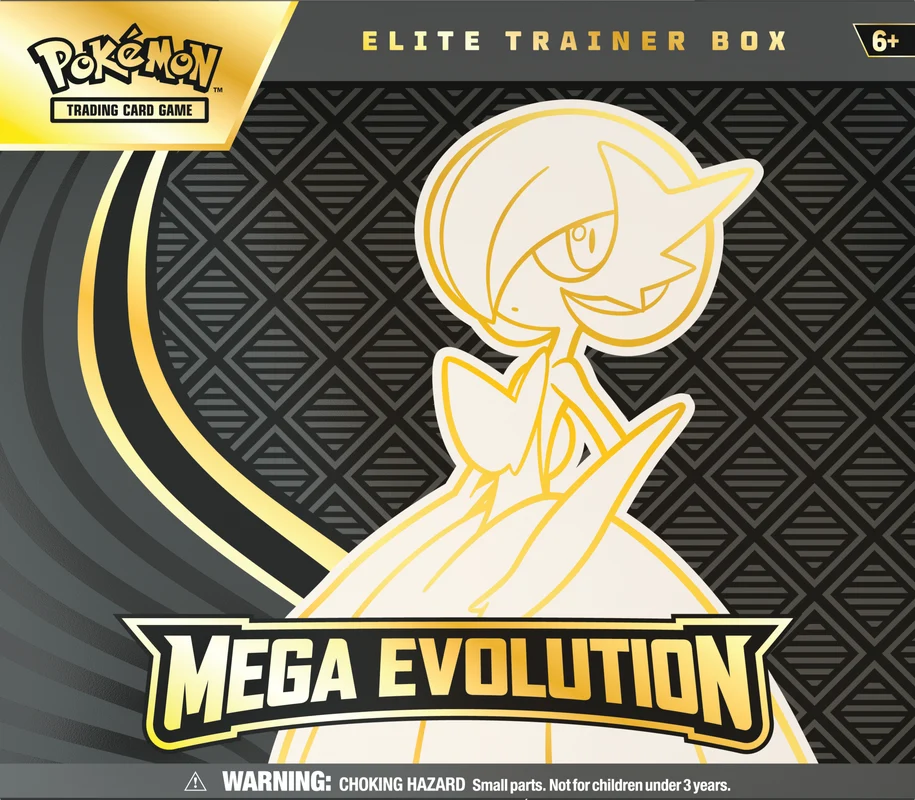 POKéMON™
TRADING CARD GAME
ELITE TRAINER BOX
6+
MEGA EVOLUTION
⚠ WARNING: CHOKING HAZARD Small parts. Not for children under 3 years.